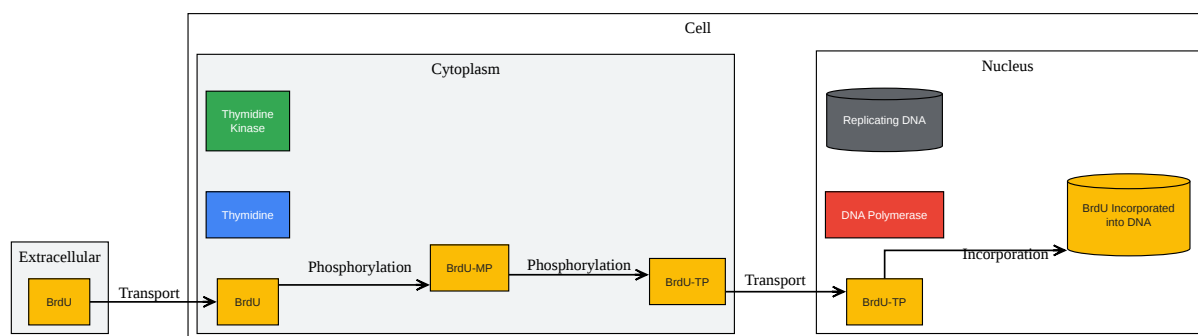 Cell
Cytoplasm
Nucleus
Thymidine
Kinase
Replicating DNA
Thymidine
DNA Polymerase
BrdU Incorporated
into DNA
Extracellular
BrdU
Transport
BrdU
Phosphorylation
BrdU-MP
Phosphorylation
BrdU-TP
Transport
BrdU-TP
Incorporation